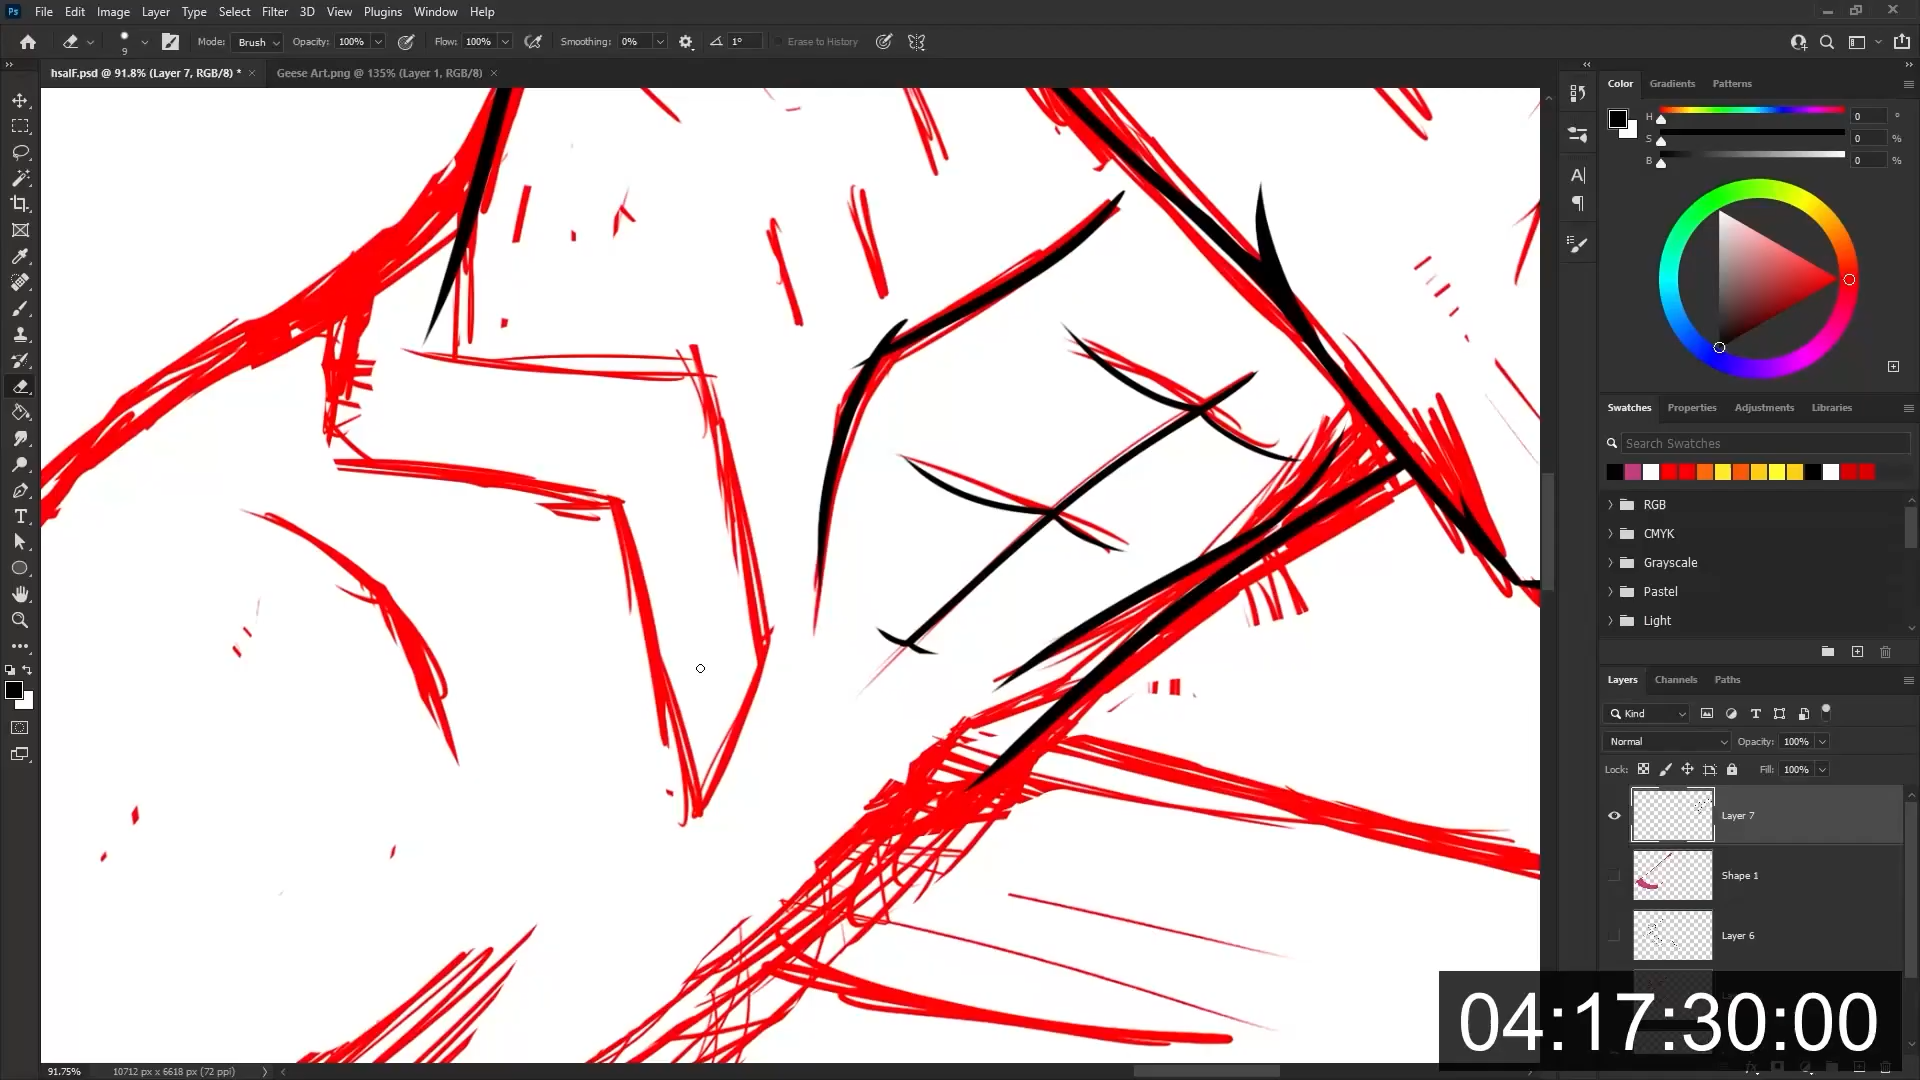 Ps File Edit Image Layer Type Select Filter 3D View Plugins Window Help
9 Mode: Brush Opacity: 100% Flow: 100% Smoothing: 0% 1° Erase to History
hsalF.psd @ 91.8% (Layer 7, RGB/8) * × Geese Art.png @ 135% (Layer 1, RGB/8) ×
Color Gradients Patterns
H 0 °
S 0 %
B 0 %
Swatches Properties Adjustments Libraries
Search Swatches
RGB
CMYK
Grayscale
Pastel
Light
Layers Channels Paths
Kind
Normal Opacity: 100%
Lock: Fill: 100%
Layer 7
Shape 1
Layer 6
04:17:30:00
91.75% 10712 px x 6618 px (72 ppi)